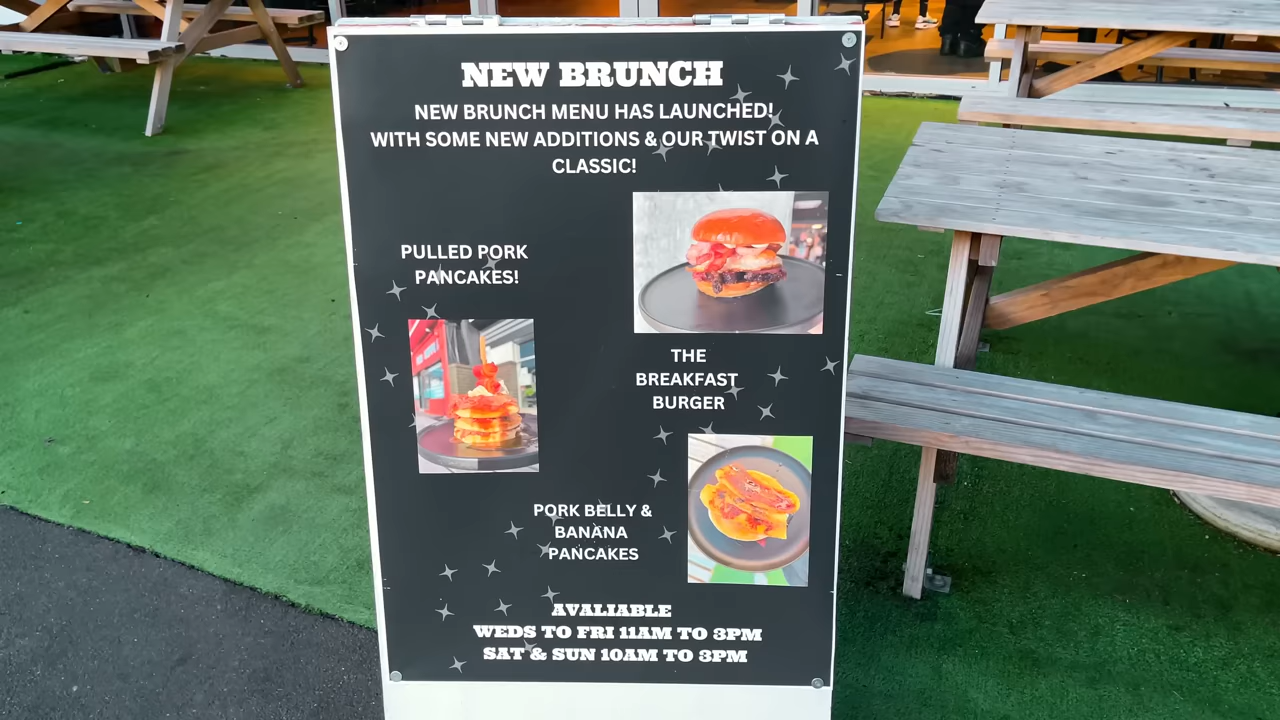 NEW BRUNCH
NEW BRUNCH MENU HAS LAUNCHED!
WITH SOME NEW ADDITIONS & OUR TWIST ON A
CLASSIC!
PULLED PORK
PANCAKES!
THE
BREAKFAST
BURGER
PORK BELLY &
BANANA
PANCAKES
AVALIABLE
WEDS TO FRI 11AM TO 3PM
SAT & SUN 10AM TO 3PM